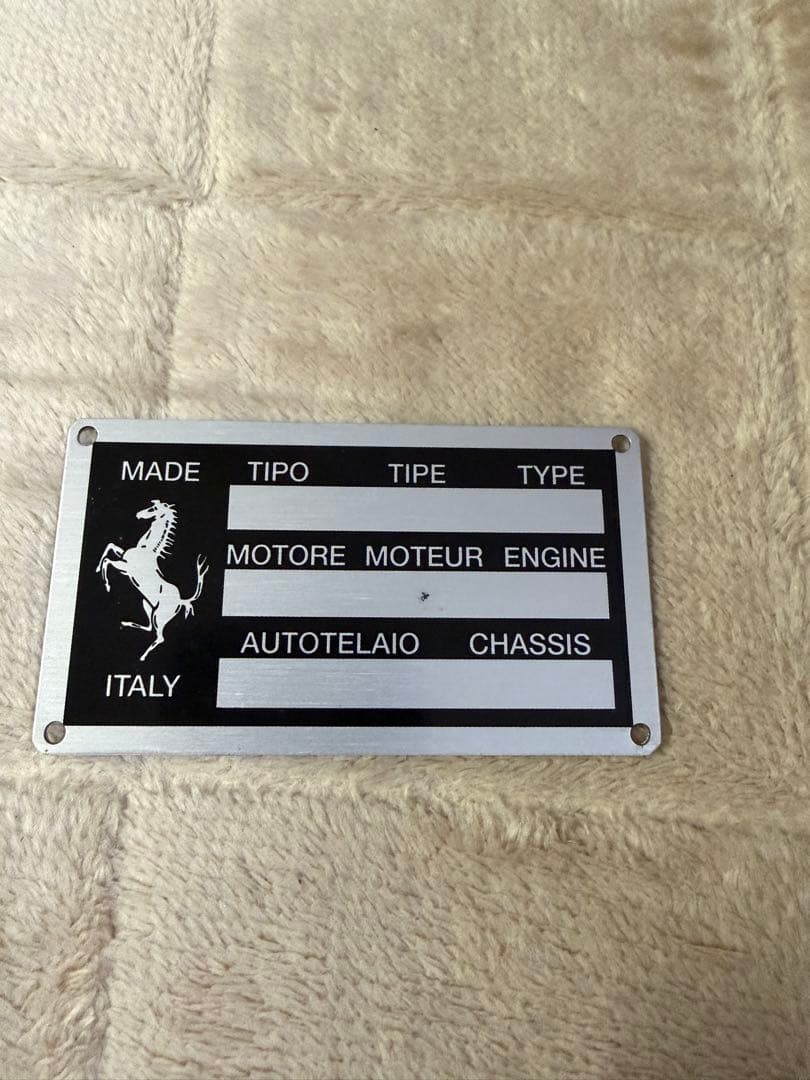 MADE TIPO TIPE TYPE
MOTORE MOTEUR ENGINE
AUTOTELAIO CHASSIS
ITALY